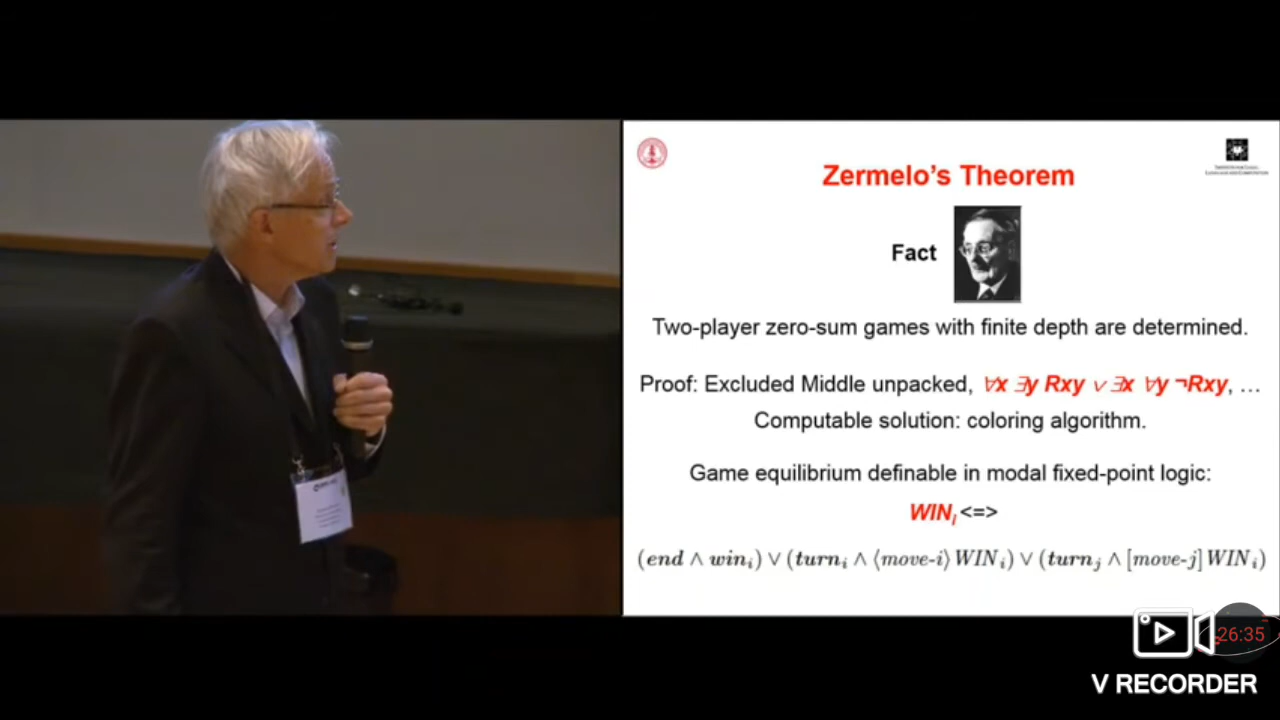 Zermelo's Theorem
Fact
Two-player zero-sum games with finite depth are determined.
Proof: Excluded Middle unpacked, ∀x ∃y Rxy ∨ ∃x ∀y ¬Rxy, …
Computable solution: coloring algorithm.
Game equilibrium definable in modal fixed-point logic:
WINᵢ <=>
(end ∧ winᵢ) ∨ (turnᵢ ∧ ⟨move-i⟩ WINᵢ) ∨ (turnⱼ ∧ [move-j] WINᵢ)
26:35
V RECORDER